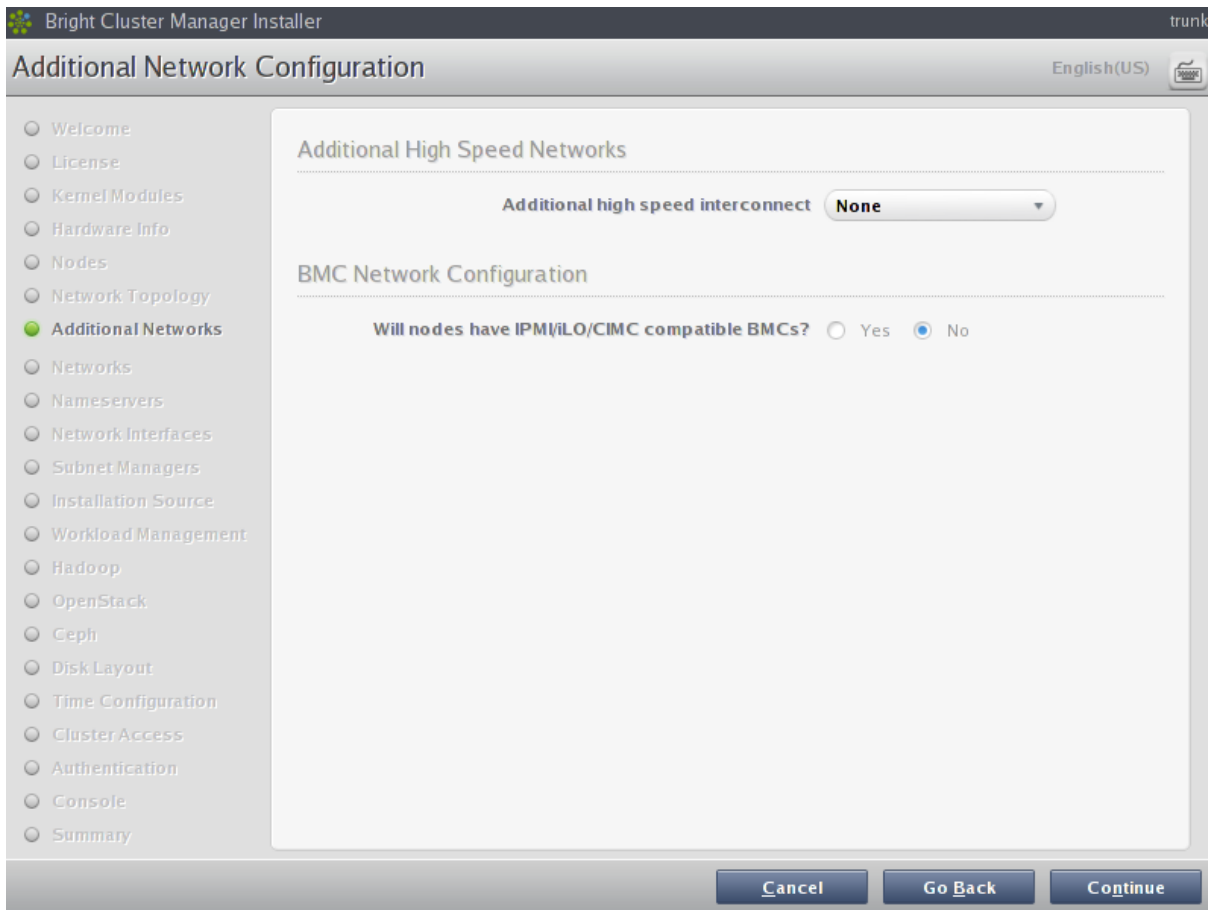 Bright Cluster Manager Installer
trunk
Additional Network Configuration
English(US)
Welcome
License
Kernel Modules
Hardware Info
Nodes
Network Topology
Additional Networks
Networks
Nameservers
Network Interfaces
Subnet Managers
Installation Source
Workload Management
Hadoop
OpenStack
Ceph
Disk Layout
Time Configuration
Cluster Access
Authentication
Console
Summary
Additional High Speed Networks
Additional high speed interconnect None
BMC Network Configuration
Will nodes have IPMI/iLO/CIMC compatible BMCs? Yes No
Cancel Go Back Continue